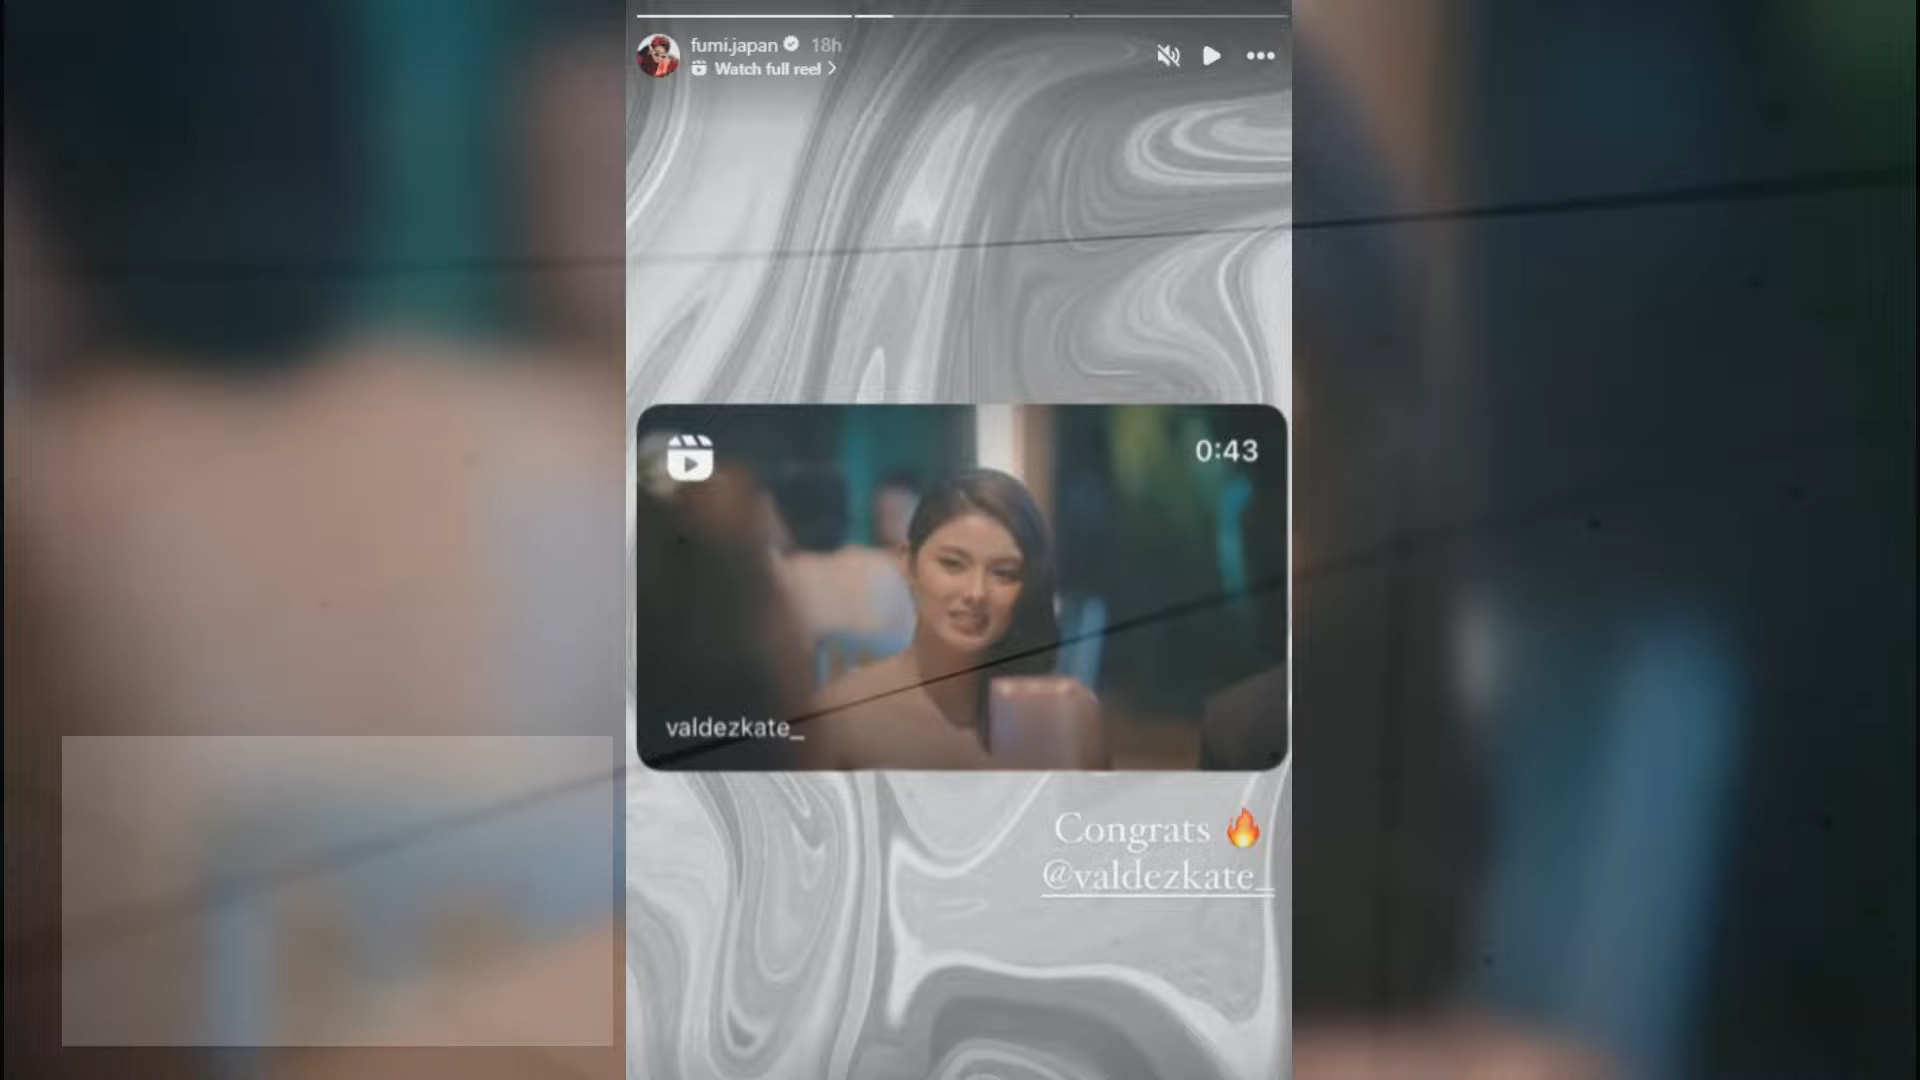 fumi.japan 18h
Watch full reel
0:43
valdezkate_
Congrats 🔥
@valdezkate_